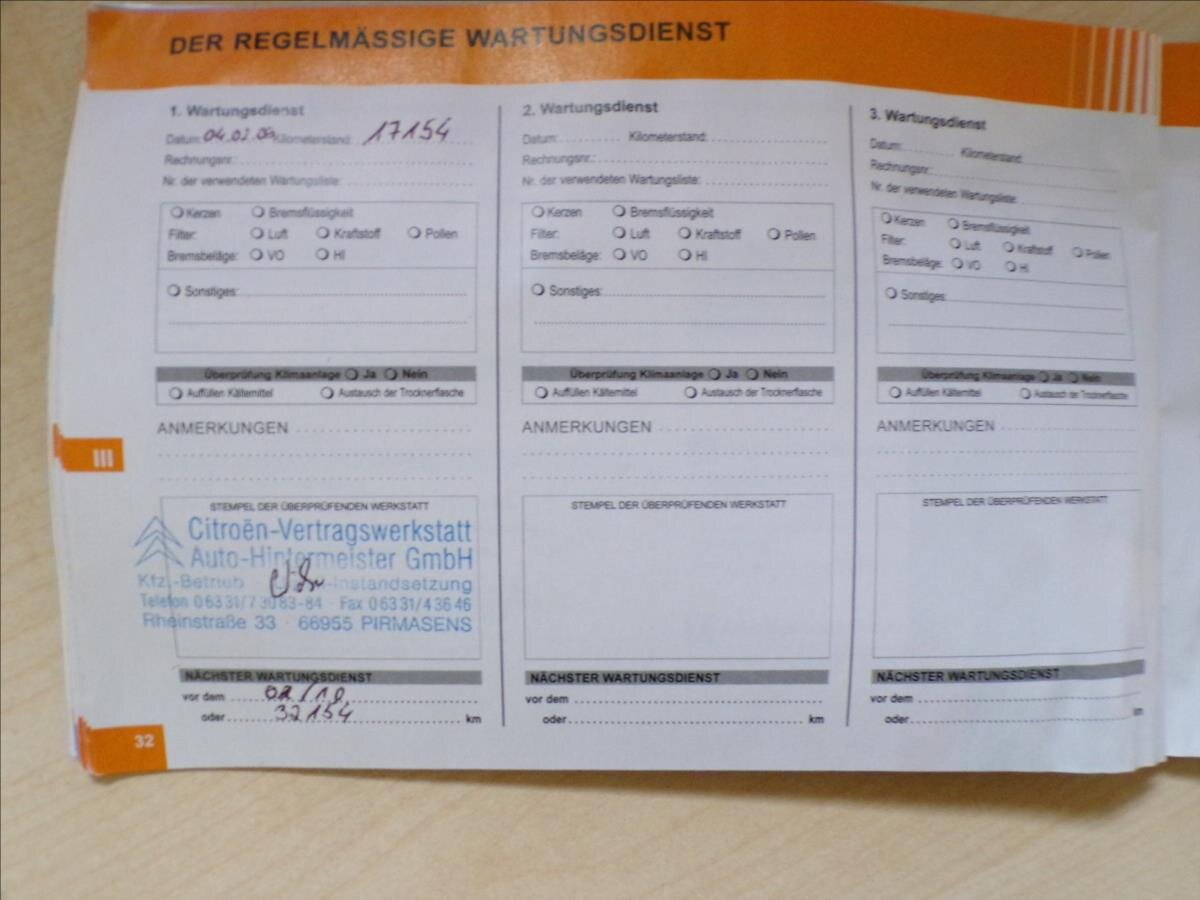 DER REGELMÄSSIGE WARTUNGSDIENST
1. Wartungsdienst
Datum: 04.02.09 Kilometerstand: 17154
Rechnungsnr.:
Nr. der verwendeten Wartungsliste:
Kerzen Bremsflüssigkeit
Filter: Luft Kraftstoff Pollen
Bremsbeläge: VO HI
Sonstiges:
Überprüfung Klimaanlage Ja Nein
Auffüllen Kältemittel Austausch der Trocknerflasche
ANMERKUNGEN
STEMPEL DER ÜBERPRÜFENDEN WERKSTATT
Citroën-Vertragswerkstatt
Auto-Hintermeister GmbH
Kfz.-Betrieb -Instandsetzung
Telefon 06331/73083-84 · Fax 06331/43646
Rheinstraße 33 · 66955 PIRMASENS
NÄCHSTER WARTUNGSDIENST
vor dem 02/10
oder 32154 km
2. Wartungsdienst
Datum: Kilometerstand:
Rechnungsnr.:
Nr. der verwendeten Wartungsliste:
Kerzen Bremsflüssigkeit
Filter: Luft Kraftstoff Pollen
Bremsbeläge: VO HI
Sonstiges:
Überprüfung Klimaanlage Ja Nein
Auffüllen Kältemittel Austausch der Trocknerflasche
ANMERKUNGEN
STEMPEL DER ÜBERPRÜFENDEN WERKSTATT
NÄCHSTER WARTUNGSDIENST
vor dem
oder km
3. Wartungsdienst
Datum: Kilometerstand:
Rechnungsnr.:
Nr. der verwendeten Wartungsliste:
Kerzen Bremsflüssigkeit
Filter: Luft Kraftstoff Pollen
Bremsbeläge: VO HI
Sonstiges:
Überprüfung Klimaanlage Ja Nein
Auffüllen Kältemittel Austausch der Trocknerflasche
ANMERKUNGEN
STEMPEL DER ÜBERPRÜFENDEN WERKSTATT
NÄCHSTER WARTUNGSDIENST
vor dem
oder
III
32